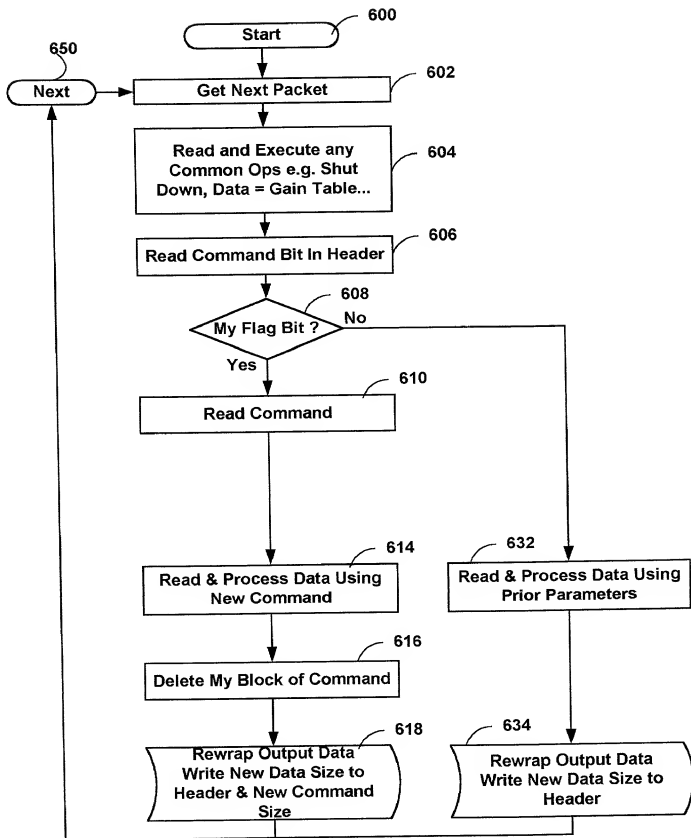 600
Start
650
Next
602
Get Next Packet
604
Read and Execute any
Common Ops e.g. Shut
Down, Data = Gain Table...
606
Read Command Bit In Header
608
My Flag Bit ?
No
Yes
610
Read Command
614
Read & Process Data Using
New Command
632
Read & Process Data Using
Prior Parameters
616
Delete My Block of Command
618
Rewrap Output Data
Write New Data Size to
Header & New Command
Size
634
Rewrap Output Data
Write New Data Size to
Header